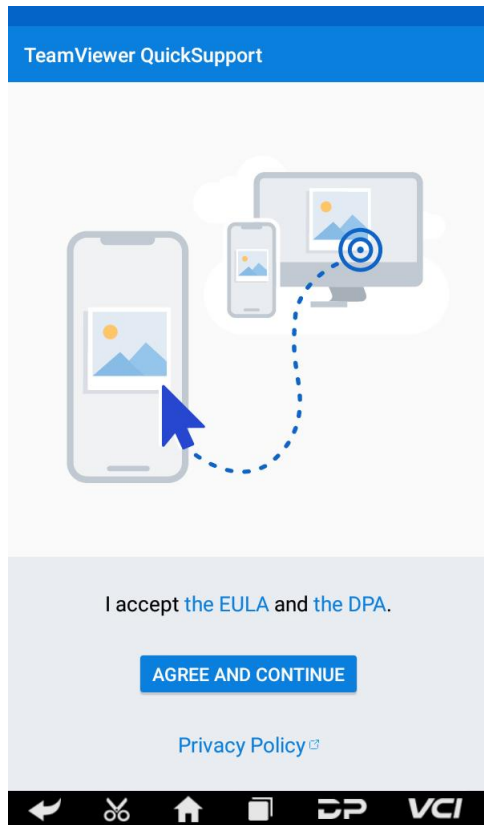 TeamViewer QuickSupport
I accept the EULA and the DPA.
AGREE AND CONTINUE
Privacy Policy
DP
VCI